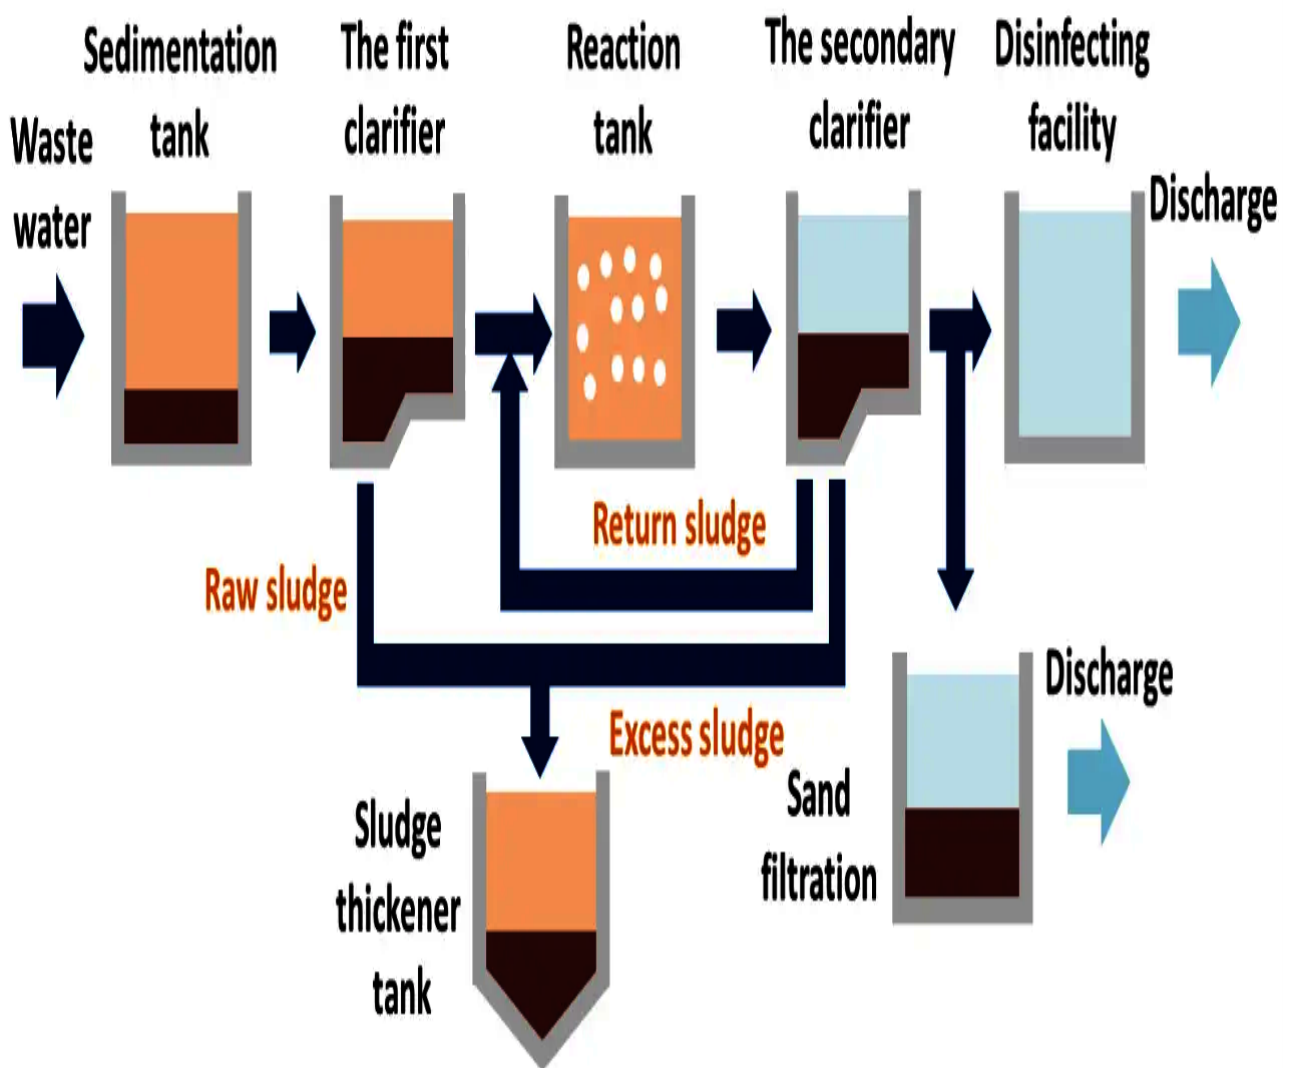 Waste
water
Sedimentation
tank
The first
clarifier
Reaction
tank
The secondary
clarifier
Disinfecting
facility
Discharge
Return sludge
Raw sludge
Excess sludge
Sludge
thickener
tank
Sand
filtration
Discharge